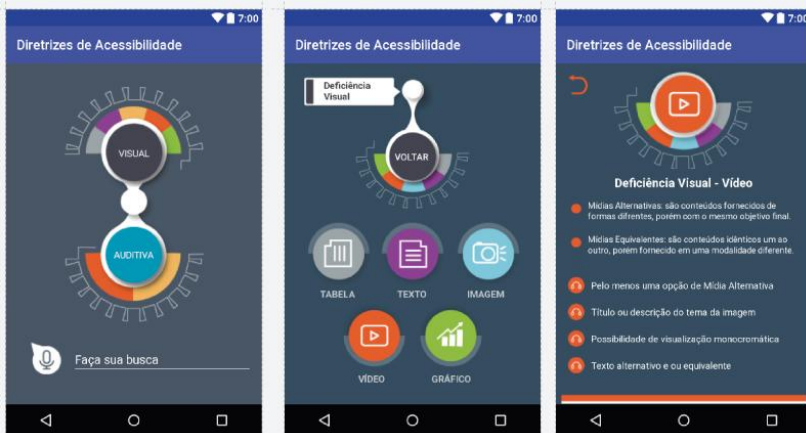 7:00
Diretrizes de Acessibilidade
VISUAL
AUDITIVA
Faça sua busca
7:00
Diretrizes de Acessibilidade
Deficiência
Visual
VOLTAR
TABELA
TEXTO
IMAGEM
VÍDEO
GRÁFICO
7:00
Diretrizes de Acessibilidade
Deficiência Visual - Vídeo
Mídias Alternativas: são conteúdos fornecidos de
formas difrentes, porém com o mesmo objetivo final.
Mídias Equivalentes: são conteúdos idênticos um ao
outro, porem fornecido em uma modalidade diferente.
Pelo menos uma opção de Mídia Alternativa
Título ou descrição do tema da imagem
Possibilidade de visualização monocromática
Texto alternativo e ou equivalente